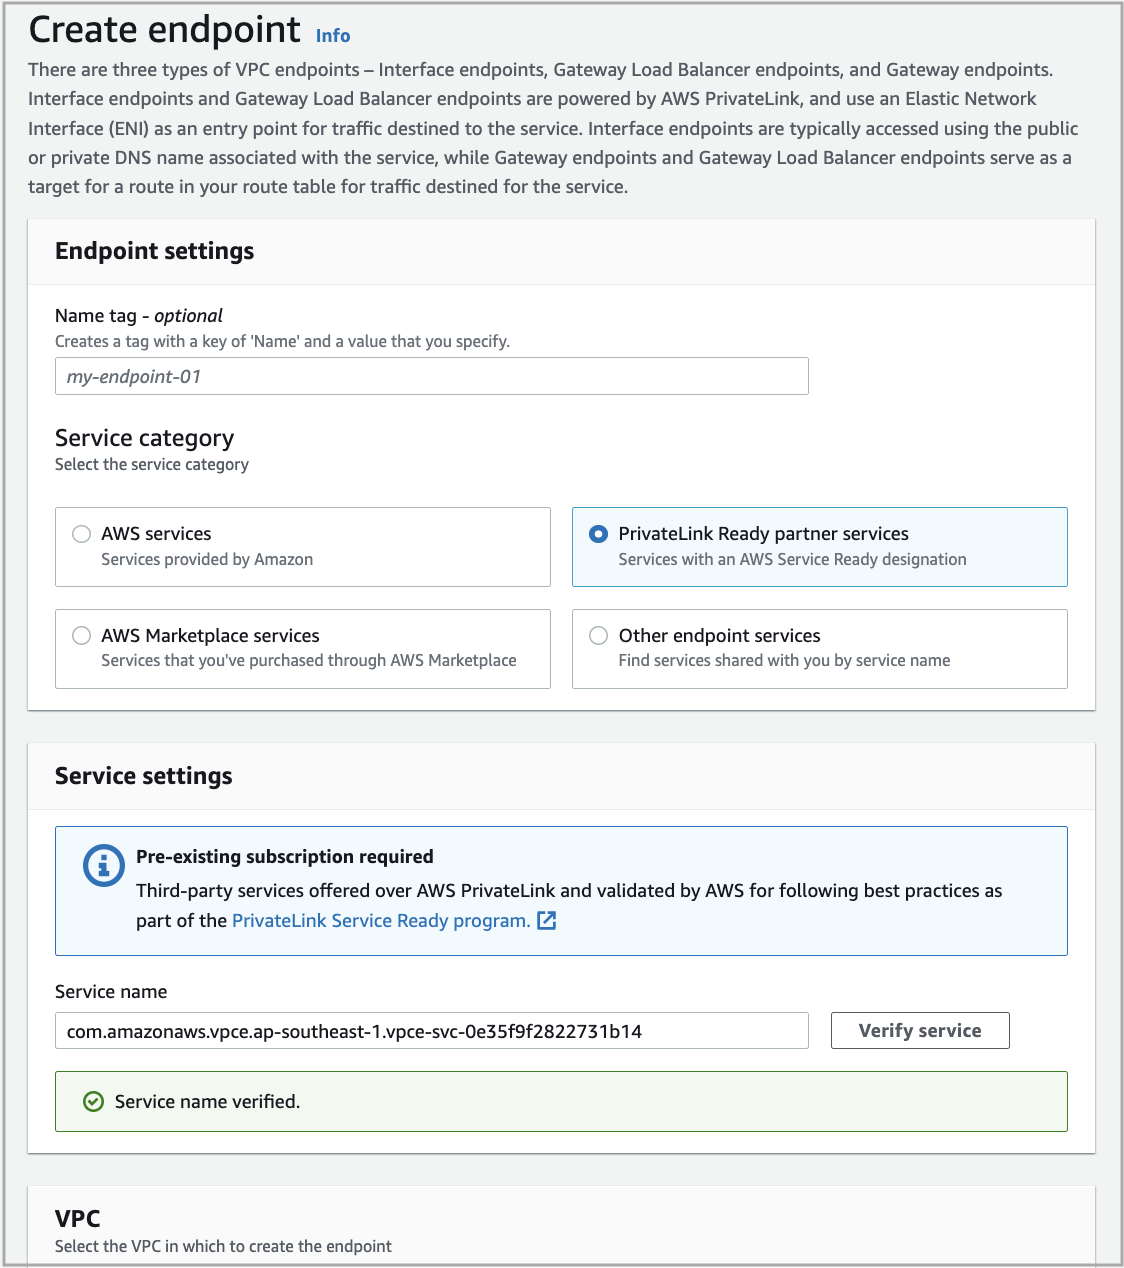 Create endpoint Info
There are three types of VPC endpoints – Interface endpoints, Gateway Load Balancer endpoints, and Gateway endpoints.
Interface endpoints and Gateway Load Balancer endpoints are powered by AWS PrivateLink, and use an Elastic Network
Interface (ENI) as an entry point for traffic destined to the service. Interface endpoints are typically accessed using the public
or private DNS name associated with the service, while Gateway endpoints and Gateway Load Balancer endpoints serve as a
target for a route in your route table for traffic destined for the service.
Endpoint settings
Name tag - optional
Creates a tag with a key of 'Name' and a value that you specify.
my-endpoint-01
Service category
Select the service category
AWS services
Services provided by Amazon
PrivateLink Ready partner services
Services with an AWS Service Ready designation
AWS Marketplace services
Services that you've purchased through AWS Marketplace
Other endpoint services
Find services shared with you by service name
Service settings
Pre-existing subscription required
Third-party services offered over AWS PrivateLink and validated by AWS for following best practices as
part of the PrivateLink Service Ready program.
Service name
com.amazonaws.vpce.ap-southeast-1.vpce-svc-0e35f9f2822731b14
Verify service
Service name verified.
VPC
Select the VPC in which to create the endpoint